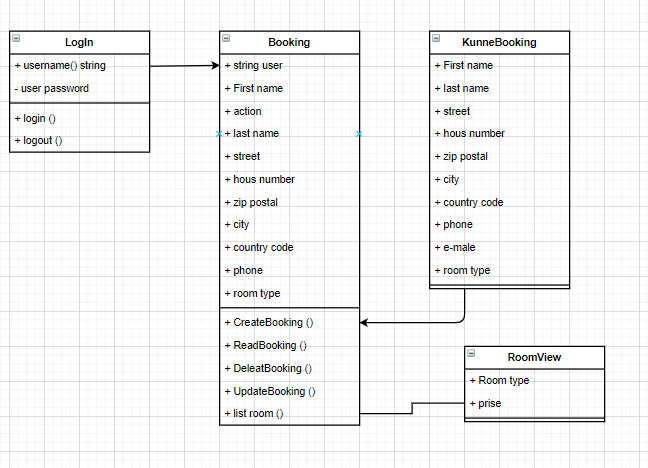 LogIn
+ username() string
- user password
+ login ()
+ logout ()
Booking
+ string user
+ First name
+ action
+ last name
+ street
+ hous number
+ zip postal
+ city
+ country code
+ phone
+ room type
+ CreateBooking ()
+ ReadBooking ()
+ DeleatBooking ()
+ UpdateBooking ()
+ list room ()
KunneBooking
+ First name
+ last name
+ street
+ hous number
+ zip postal
+ city
+ country code
+ phone
+ e-male
+ room type
RoomView
+ Room type
+ prise